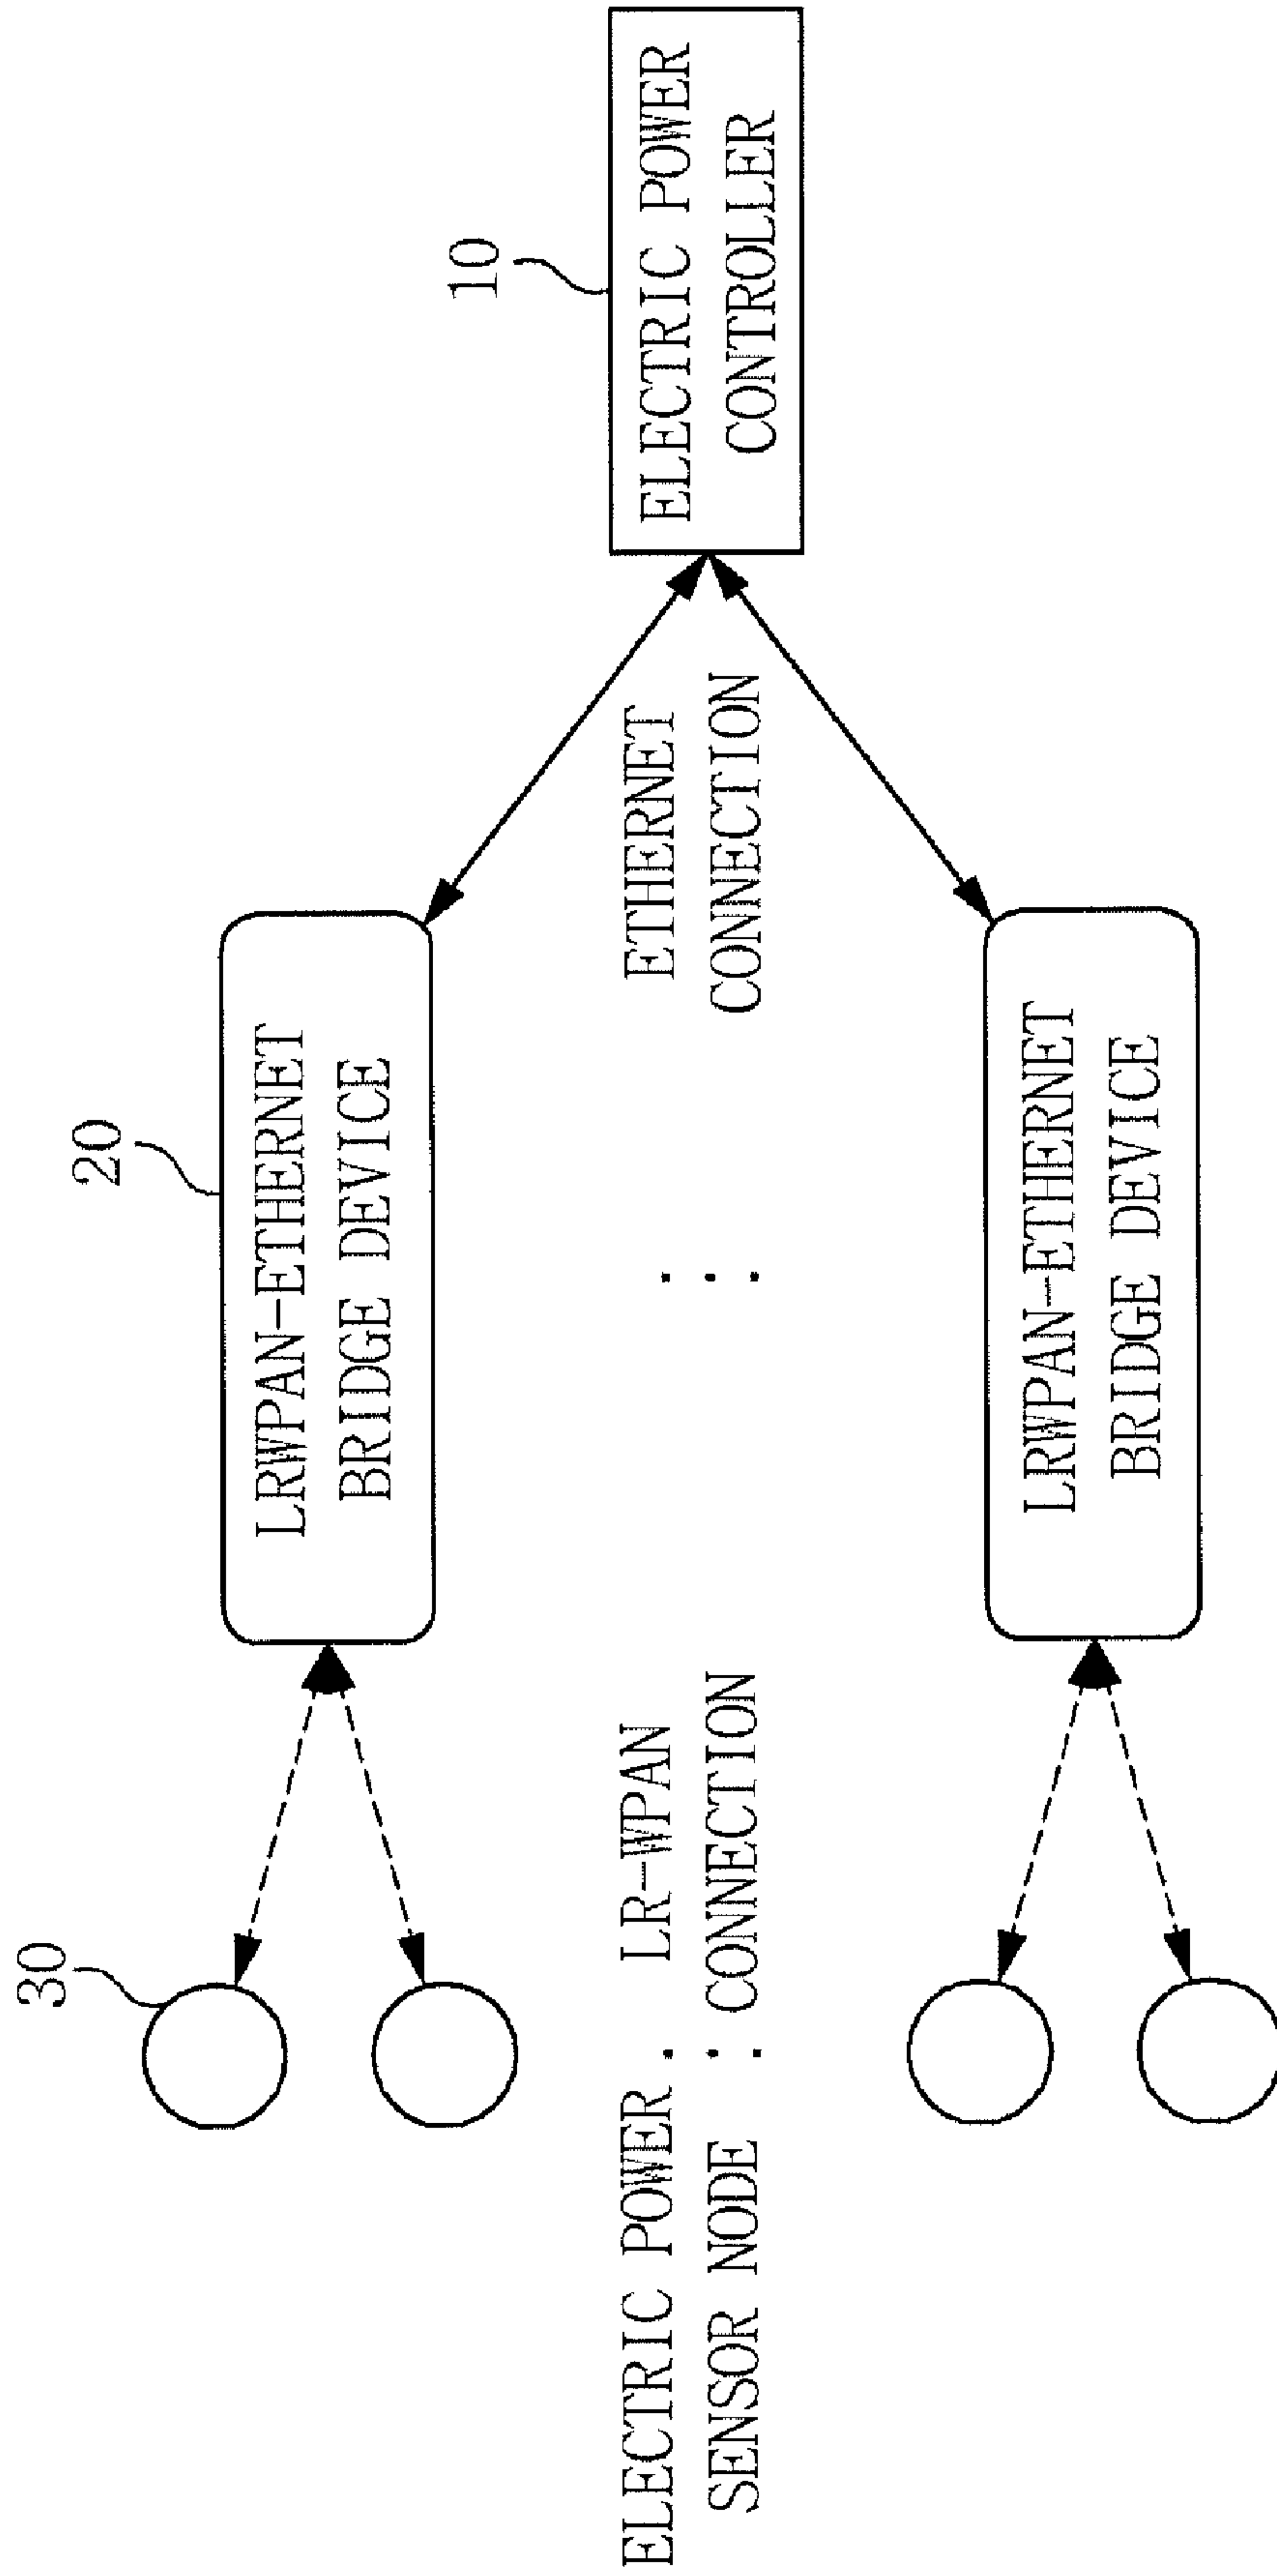 30
20
LRWPAN-ETHERNET
BRIDGE DEVICE
10
ELECTRIC POWER
SENSOR NODE
LR-WPAN
CONNECTION
ETHERNET
CONNECTION
ELECTRIC POWER
CONTROLLER
LRWPAN-ETHERNET
BRIDGE DEVICE